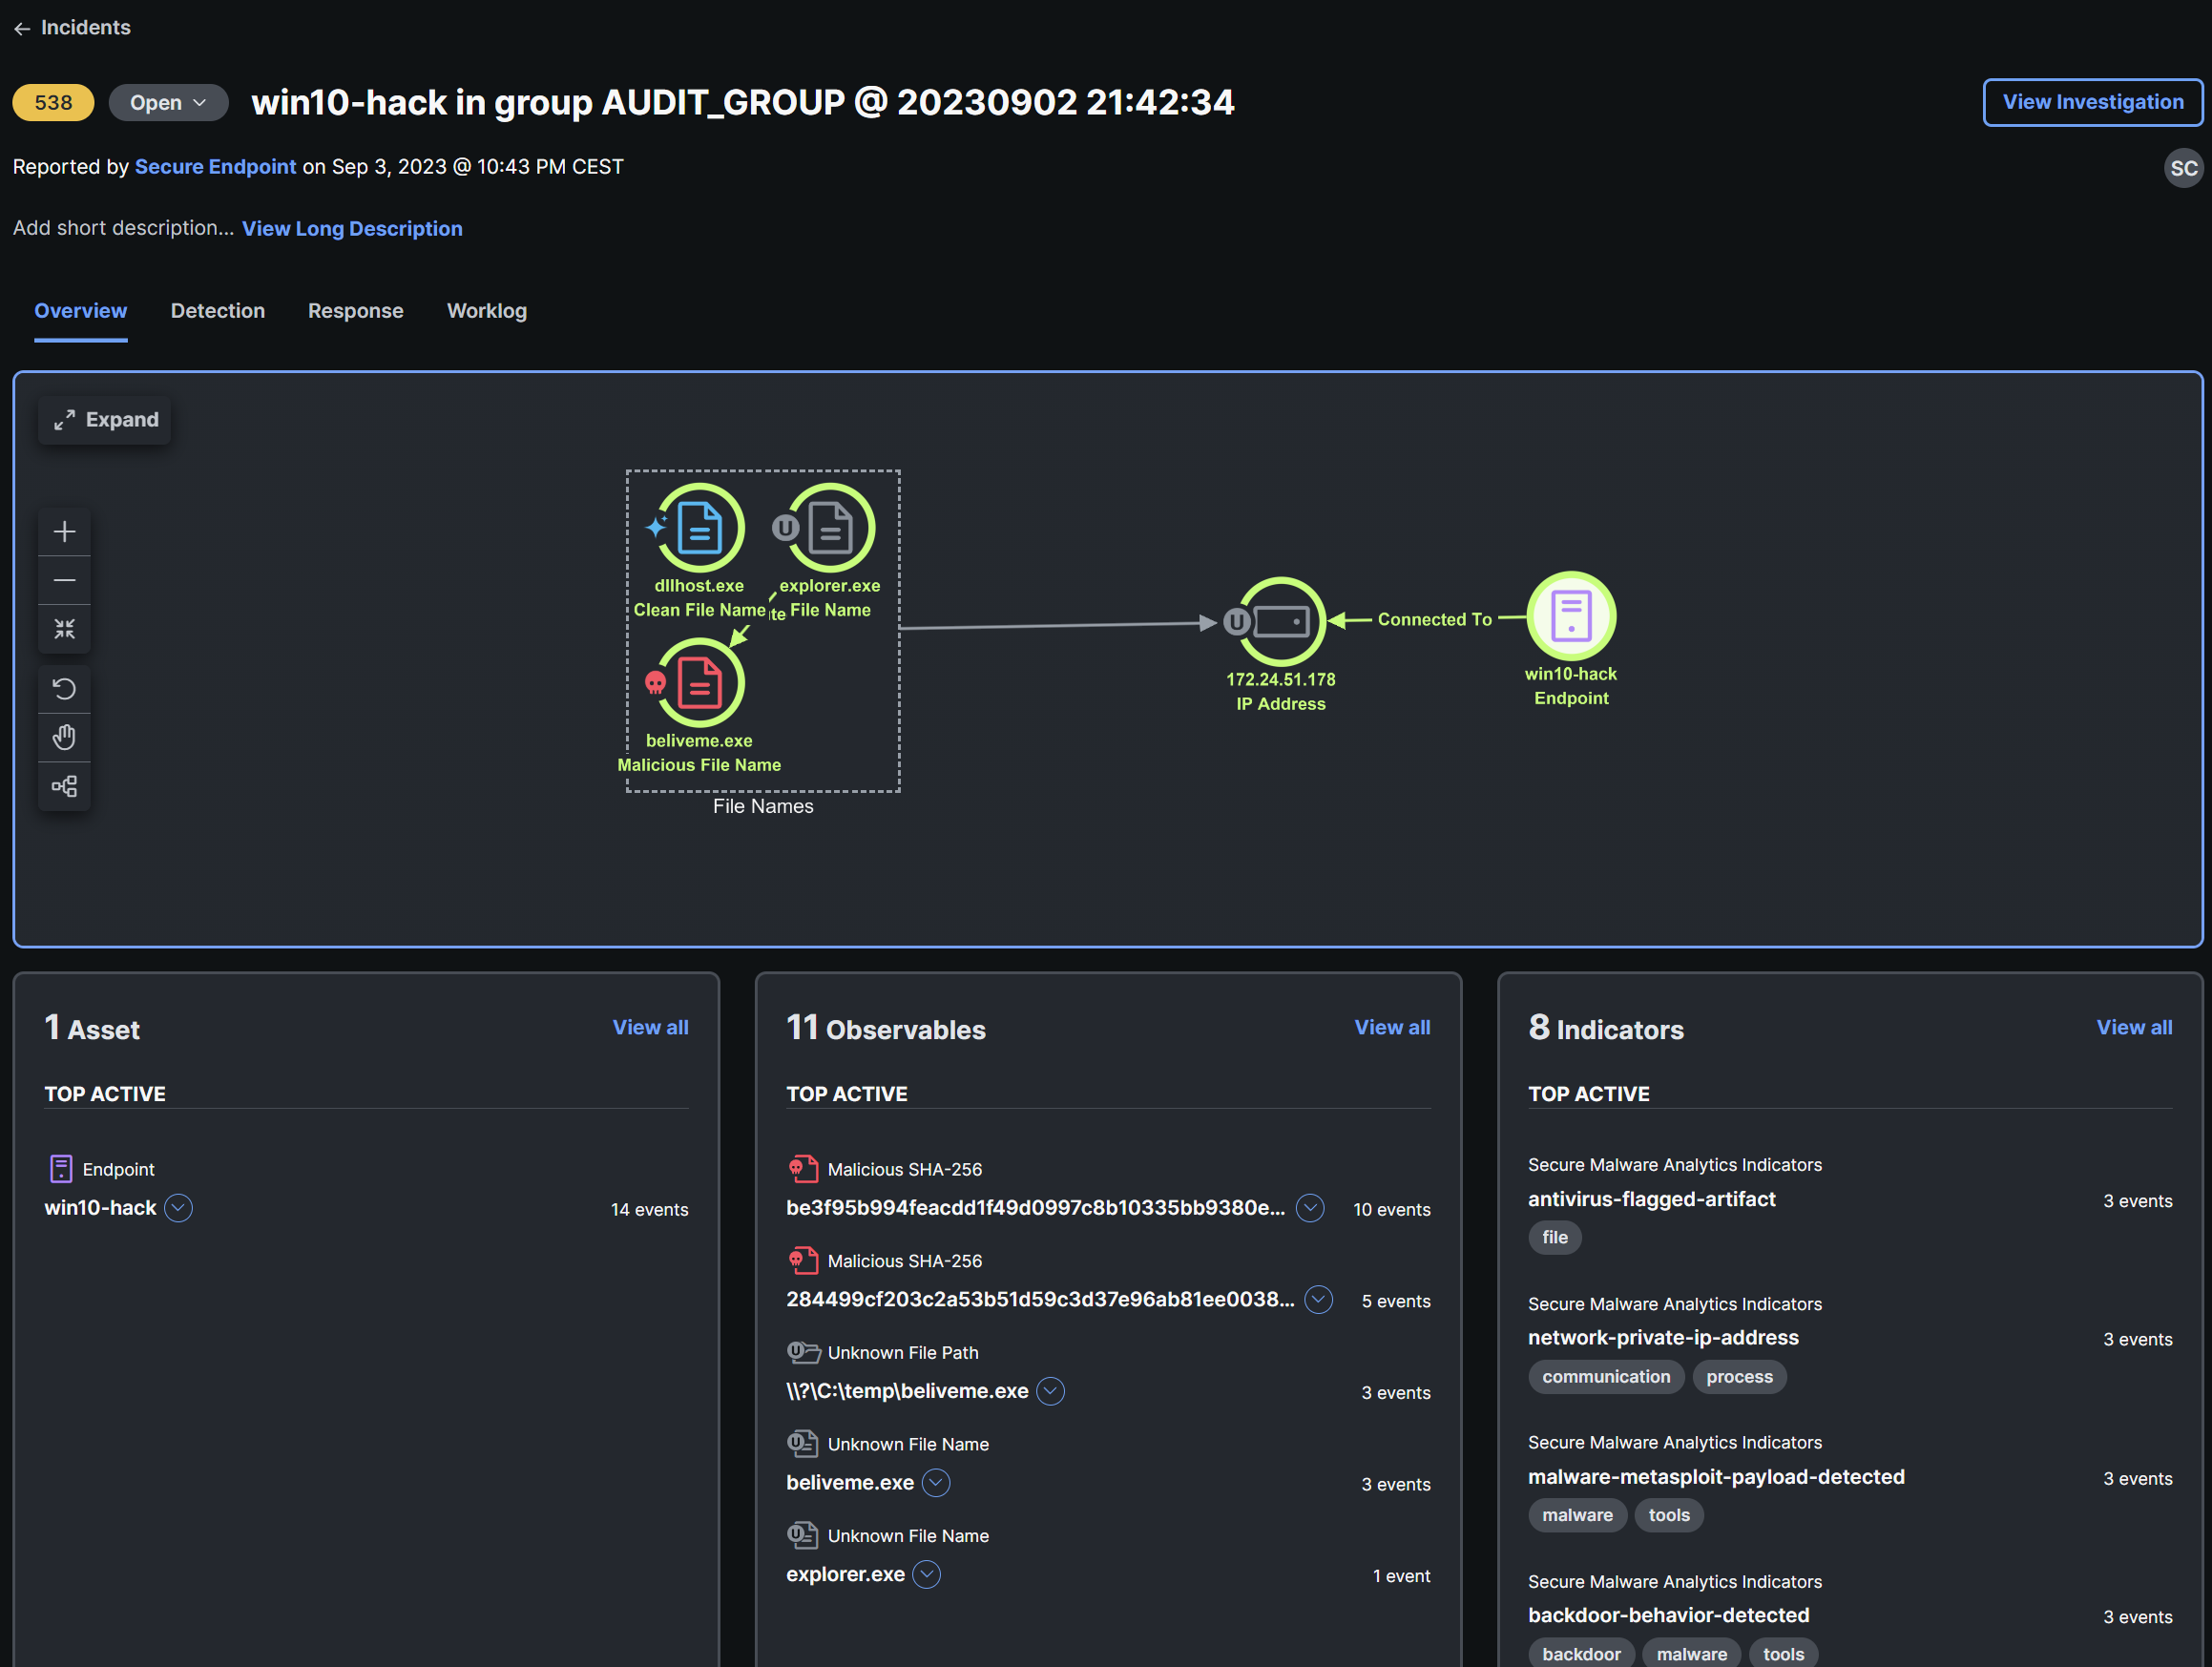 Incidents
538 Open win10-hack in group AUDIT_GROUP @ 20230902 21:42:34 View Investigation
Reported by Secure Endpoint on Sep 3, 2023 @ 10:43 PM CEST SC
Add short description... View Long Description
Overview Detection Response Worklog
Expand
U
dllhost.exe explorer.exe
Clean File Name te File Name
beliveme.exe
Malicious File Name
File Names
U
172.24.51.178
IP Address
Connected To
win10-hack
Endpoint
1 Asset View all
TOP ACTIVE
Endpoint
win10-hack 14 events
11 Observables View all
TOP ACTIVE
Malicious SHA-256
be3f95b994feacdd1f49d0997c8b10335bb9380e... 10 events
Malicious SHA-256
284499cf203c2a53b51d59c3d37e96ab81ee0038... 5 events
U Unknown File Path
\\?\C:\temp\beliveme.exe 3 events
U Unknown File Name
beliveme.exe 3 events
U Unknown File Name
explorer.exe 1 event
8 Indicators View all
TOP ACTIVE
Secure Malware Analytics Indicators
antivirus-flagged-artifact 3 events
file
Secure Malware Analytics Indicators
network-private-ip-address 3 events
communication process
Secure Malware Analytics Indicators
malware-metasploit-payload-detected 3 events
malware tools
Secure Malware Analytics Indicators
backdoor-behavior-detected 3 events
backdoor malware tools